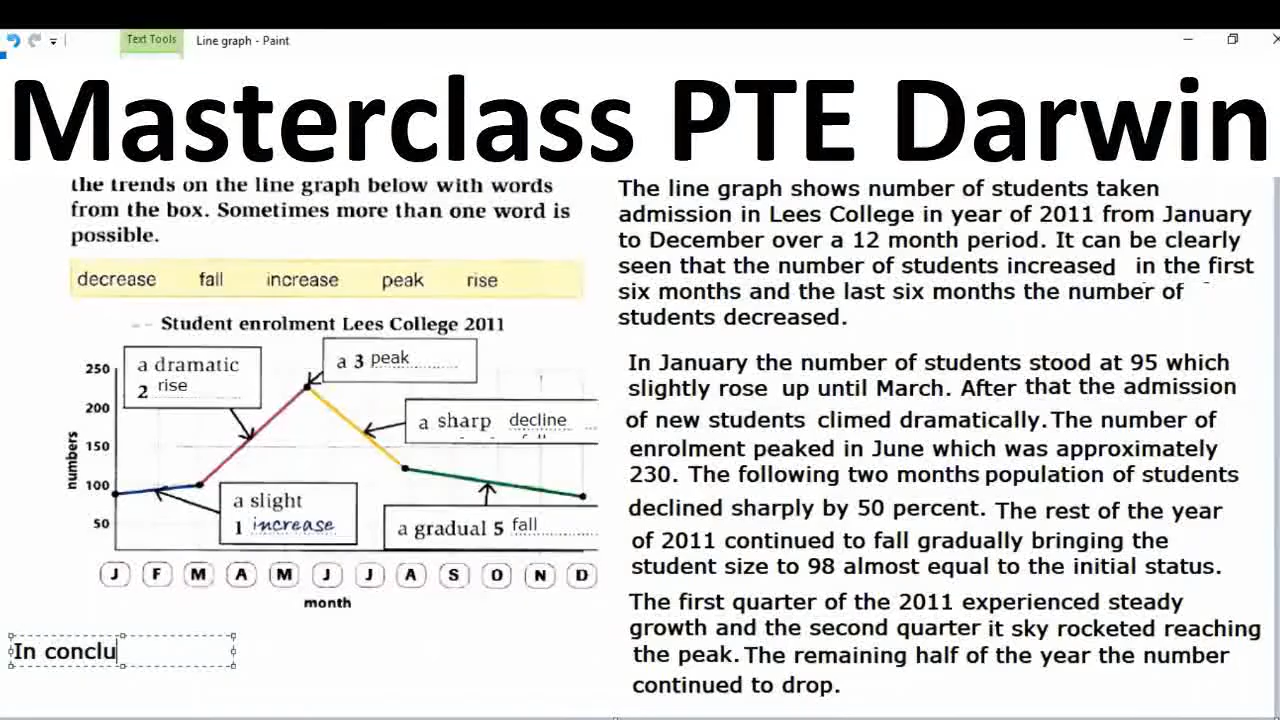 Text Tools
Line graph - Paint
Masterclass PTE Darwin
the trends on the line graph below with words
from the box. Sometimes more than one word is
possible.
decrease fall increase peak rise
Student enrolment Lees College 2011
250
200
150
100
50
numbers
a dramatic
2 rise
a 3 peak
a sharp decline
a slight
1 increase
a gradual 5 fall
J F M A M J J A S O N D
month
In conclu
The line graph shows number of students taken
admission in Lees College in year of 2011 from January
to December over a 12 month period. It can be clearly
seen that the number of students increased in the first
six months and the last six months the number of
students decreased.
In January the number of students stood at 95 which
slightly rose up until March. After that the admission
of new students climed dramatically. The number of
enrolment peaked in June which was approximately
230. The following two months population of students
declined sharply by 50 percent. The rest of the year
of 2011 continued to fall gradually bringing the
student size to 98 almost equal to the initial status.
The first quarter of the 2011 experienced steady
growth and the second quarter it sky rocketed reaching
the peak. The remaining half of the year the number
continued to drop.